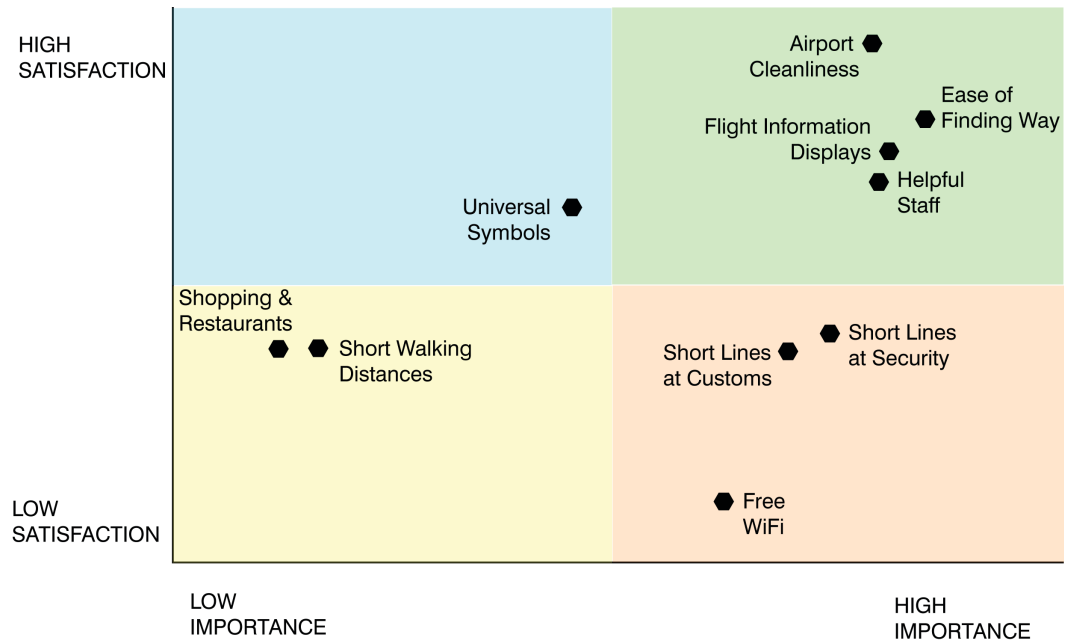 HIGH
SATISFACTION
Airport
Cleanliness
Ease of
Finding Way
Flight Information
Displays
Helpful
Staff
Universal
Symbols
Shopping &
Restaurants
Short Walking
Distances
Short Lines
at Customs
Short Lines
at Security
Free
WiFi
LOW
SATISFACTION
LOW
IMPORTANCE
HIGH
IMPORTANCE